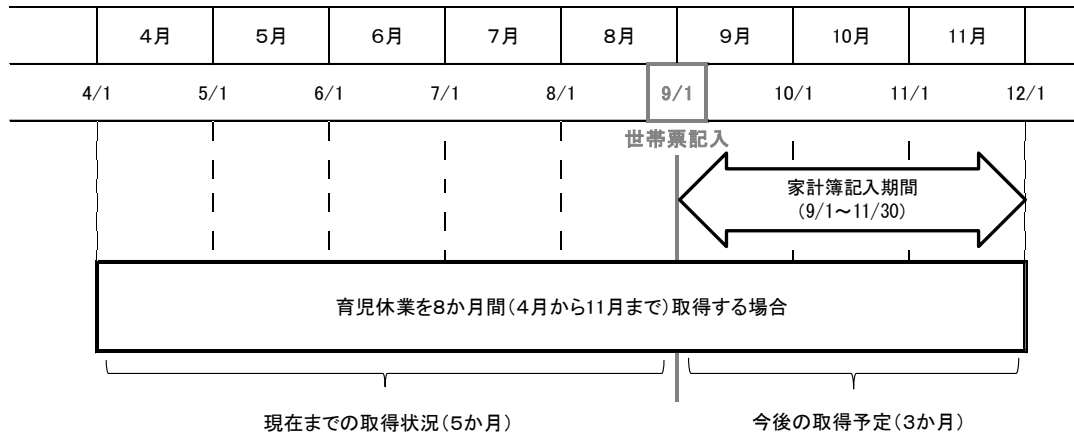 4月 5月 6月 7月 8月 9月 10月 11月
4/1 5/1 6/1 7/1 8/1 9/1 10/1 11/1 12/1
世帯票記入
家計簿記入期間
(9/1～11/30)
育児休業を8か月間(4月から11月まで)取得する場合
現在までの取得状況(5か月) 今後の取得予定(3か月)